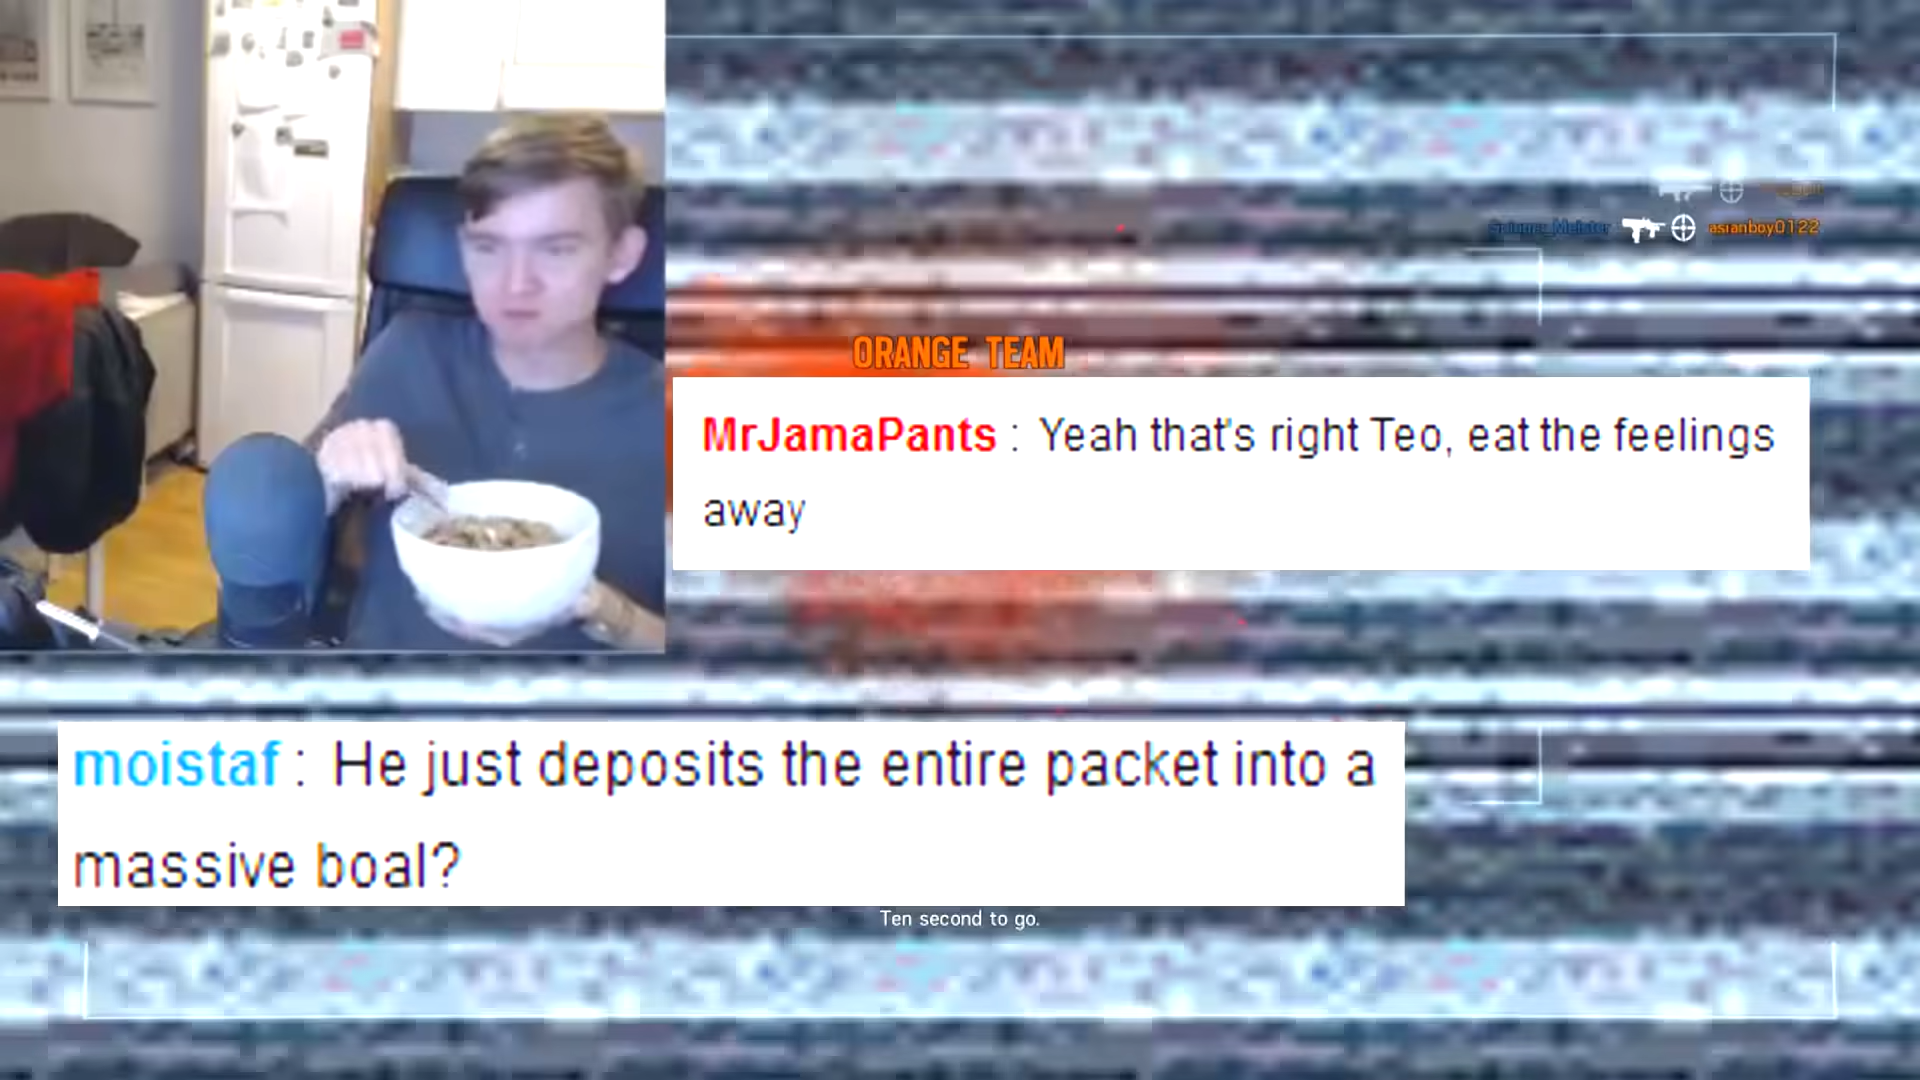 Spinner_Meister asianboy0122
ORANGE TEAM
MrJamaPants : Yeah that's right Teo, eat the feelings
away
moistaf : He just deposits the entire packet into a
massive boal?
Ten second to go.